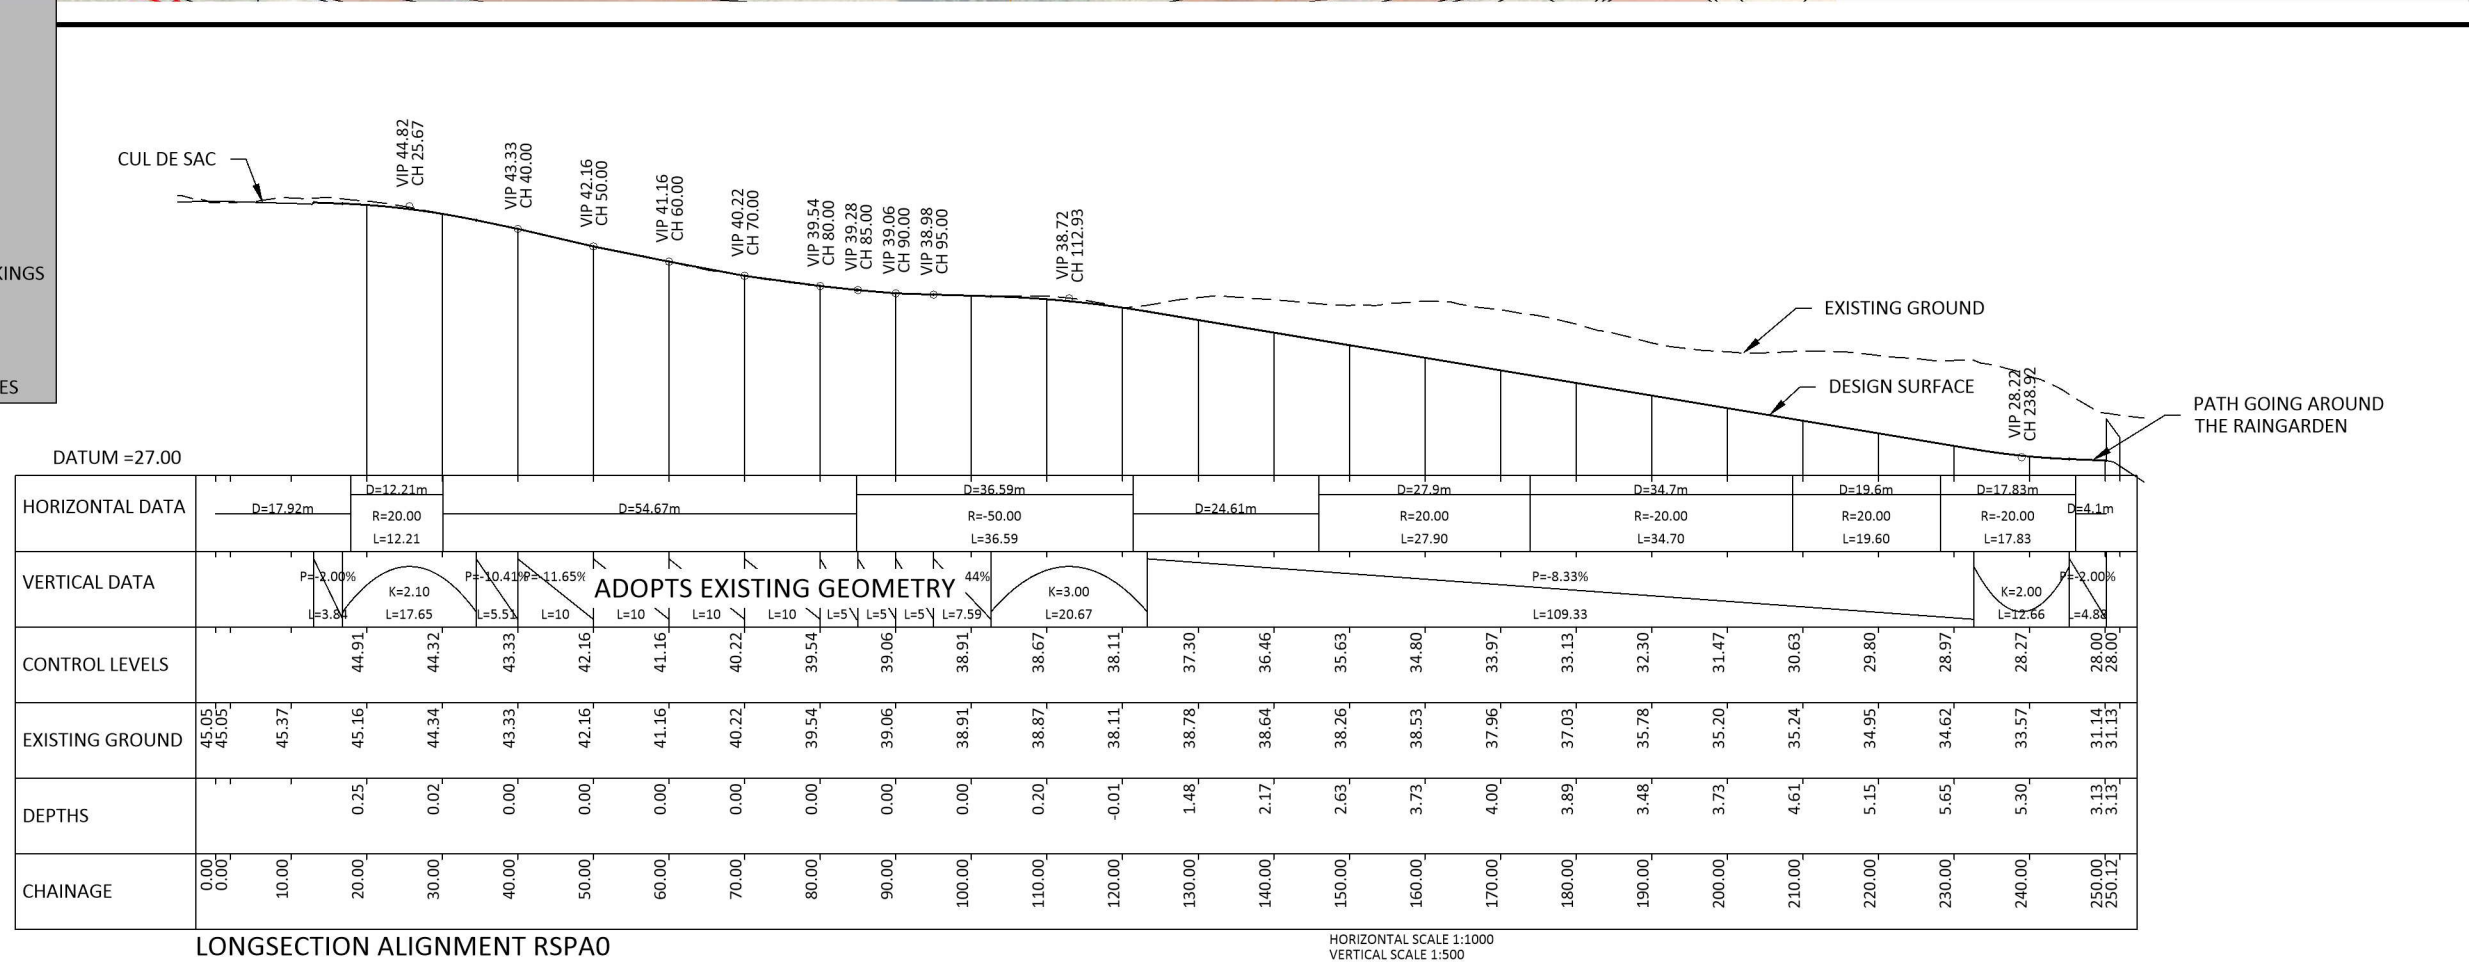 KINGS
ES
CUL DE SAC
VIP 44.82
CH 25.67
VIP 43.33
CH 40.00
VIP 42.16
CH 50.00
VIP 41.16
CH 60.00
VIP 40.22
CH 70.00
VIP 39.54
CH 80.00
VIP 39.28
CH 85.00
VIP 39.06
CH 90.00
VIP 38.98
CH 95.00
VIP 38.72
CH 112.93
EXISTING GROUND
DESIGN SURFACE
VIP 28.22
CH 238.92
PATH GOING AROUND
THE RAINGARDEN
DATUM =27.00
HORIZONTAL DATA
D=17.92m
D=12.21m
R=20.00
L=12.21
D=54.67m
D=36.59m
R=-50.00
L=36.59
D=24.61m
D=27.9m
R=20.00
L=27.90
D=34.7m
R=-20.00
L=34.70
D=19.6m
R=20.00
L=19.60
D=17.83m
R=-20.00
L=17.83
D=4.1m
VERTICAL DATA
P=-2.00%
L=3.84
K=2.10
L=17.65
P=-10.41%
L=5.51
P=-11.65%
L=10
ADOPTS EXISTING GEOMETRY
L=10
L=10
L=10
L=5
L=5
L=5
44%
L=7.59
K=3.00
L=20.67
P=-8.33%
L=109.33
K=2.00
L=12.66
P=-2.00%
L=4.88
CONTROL LEVELS
44.91 44.32 43.33 42.16 41.16 40.22 39.54 39.06 38.91 38.67 38.11 37.30 36.46 35.63 34.80 33.97 33.13 32.30 31.47 30.63 29.80 28.97 28.27 28.00 28.00
EXISTING GROUND
45.05 45.05 45.37 45.16 44.34 43.33 42.16 41.16 40.22 39.54 39.06 38.91 38.87 38.11 38.78 38.64 38.26 38.53 37.96 37.03 35.78 35.20 35.24 34.95 34.62 33.57 31.14 31.13
DEPTHS
0.25 0.02 0.00 0.00 0.00 0.00 0.00 0.00 0.00 0.20 -0.01 1.48 2.17 2.63 3.73 4.00 3.89 3.48 3.73 4.61 5.15 5.65 5.30 3.13 3.13
CHAINAGE
0.00 0.00 10.00 20.00 30.00 40.00 50.00 60.00 70.00 80.00 90.00 100.00 110.00 120.00 130.00 140.00 150.00 160.00 170.00 180.00 190.00 200.00 210.00 220.00 230.00 240.00 250.00 250.12
LONGSECTION ALIGNMENT RSPA0
HORIZONTAL SCALE 1:1000
VERTICAL SCALE 1:500